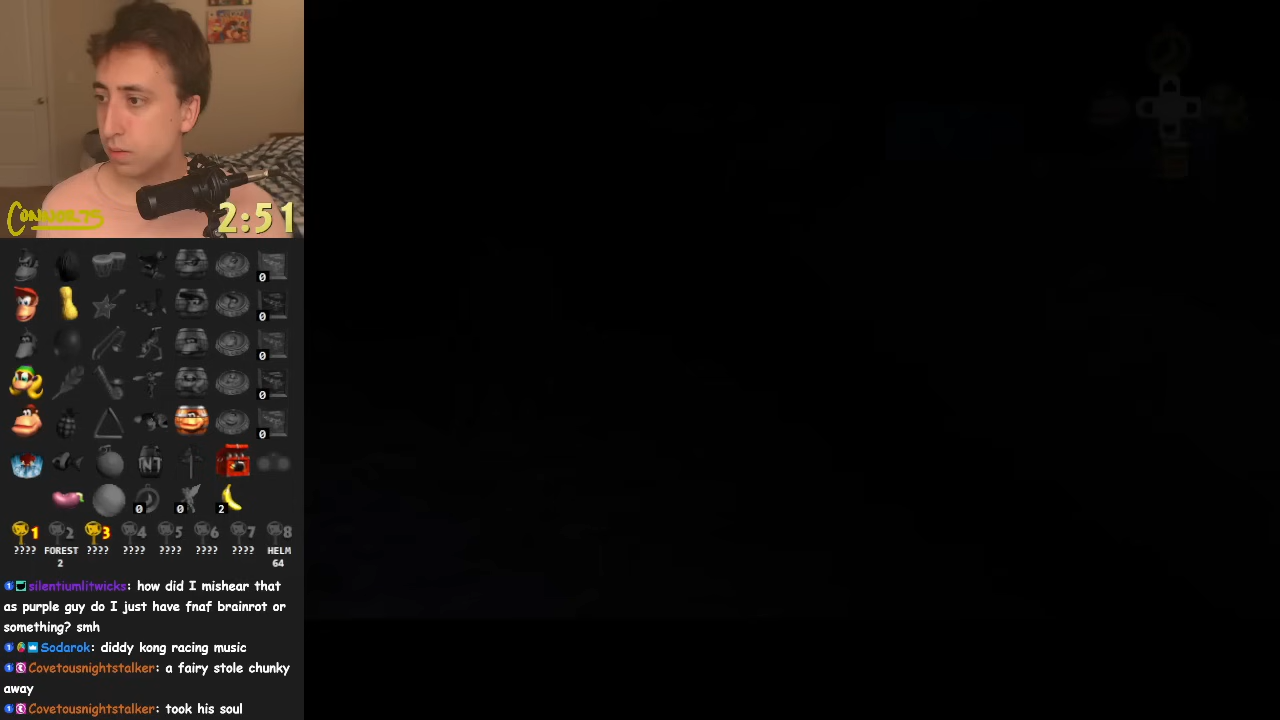 CONNOR75
2:51
0
0
0
0
0
NT
0 0 2
1 2 3 4 5 6 7 8
???? FOREST ???? ???? ???? ???? ???? HELM
2 64
silentiumlitwicks: how did I mishear that
as purple guy do I just have fnaf brainrot or
something? smh
Sodarok: diddy kong racing music
Covetousnightstalker: a fairy stole chunky
away
Covetousnightstalker: took his soul